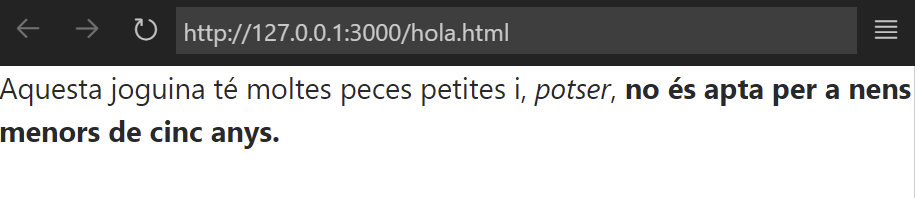 http://127.0.0.1:3000/hola.html
Aquesta joguina té moltes peces petites i, potser, no és apta per a nens
menors de cinc anys.